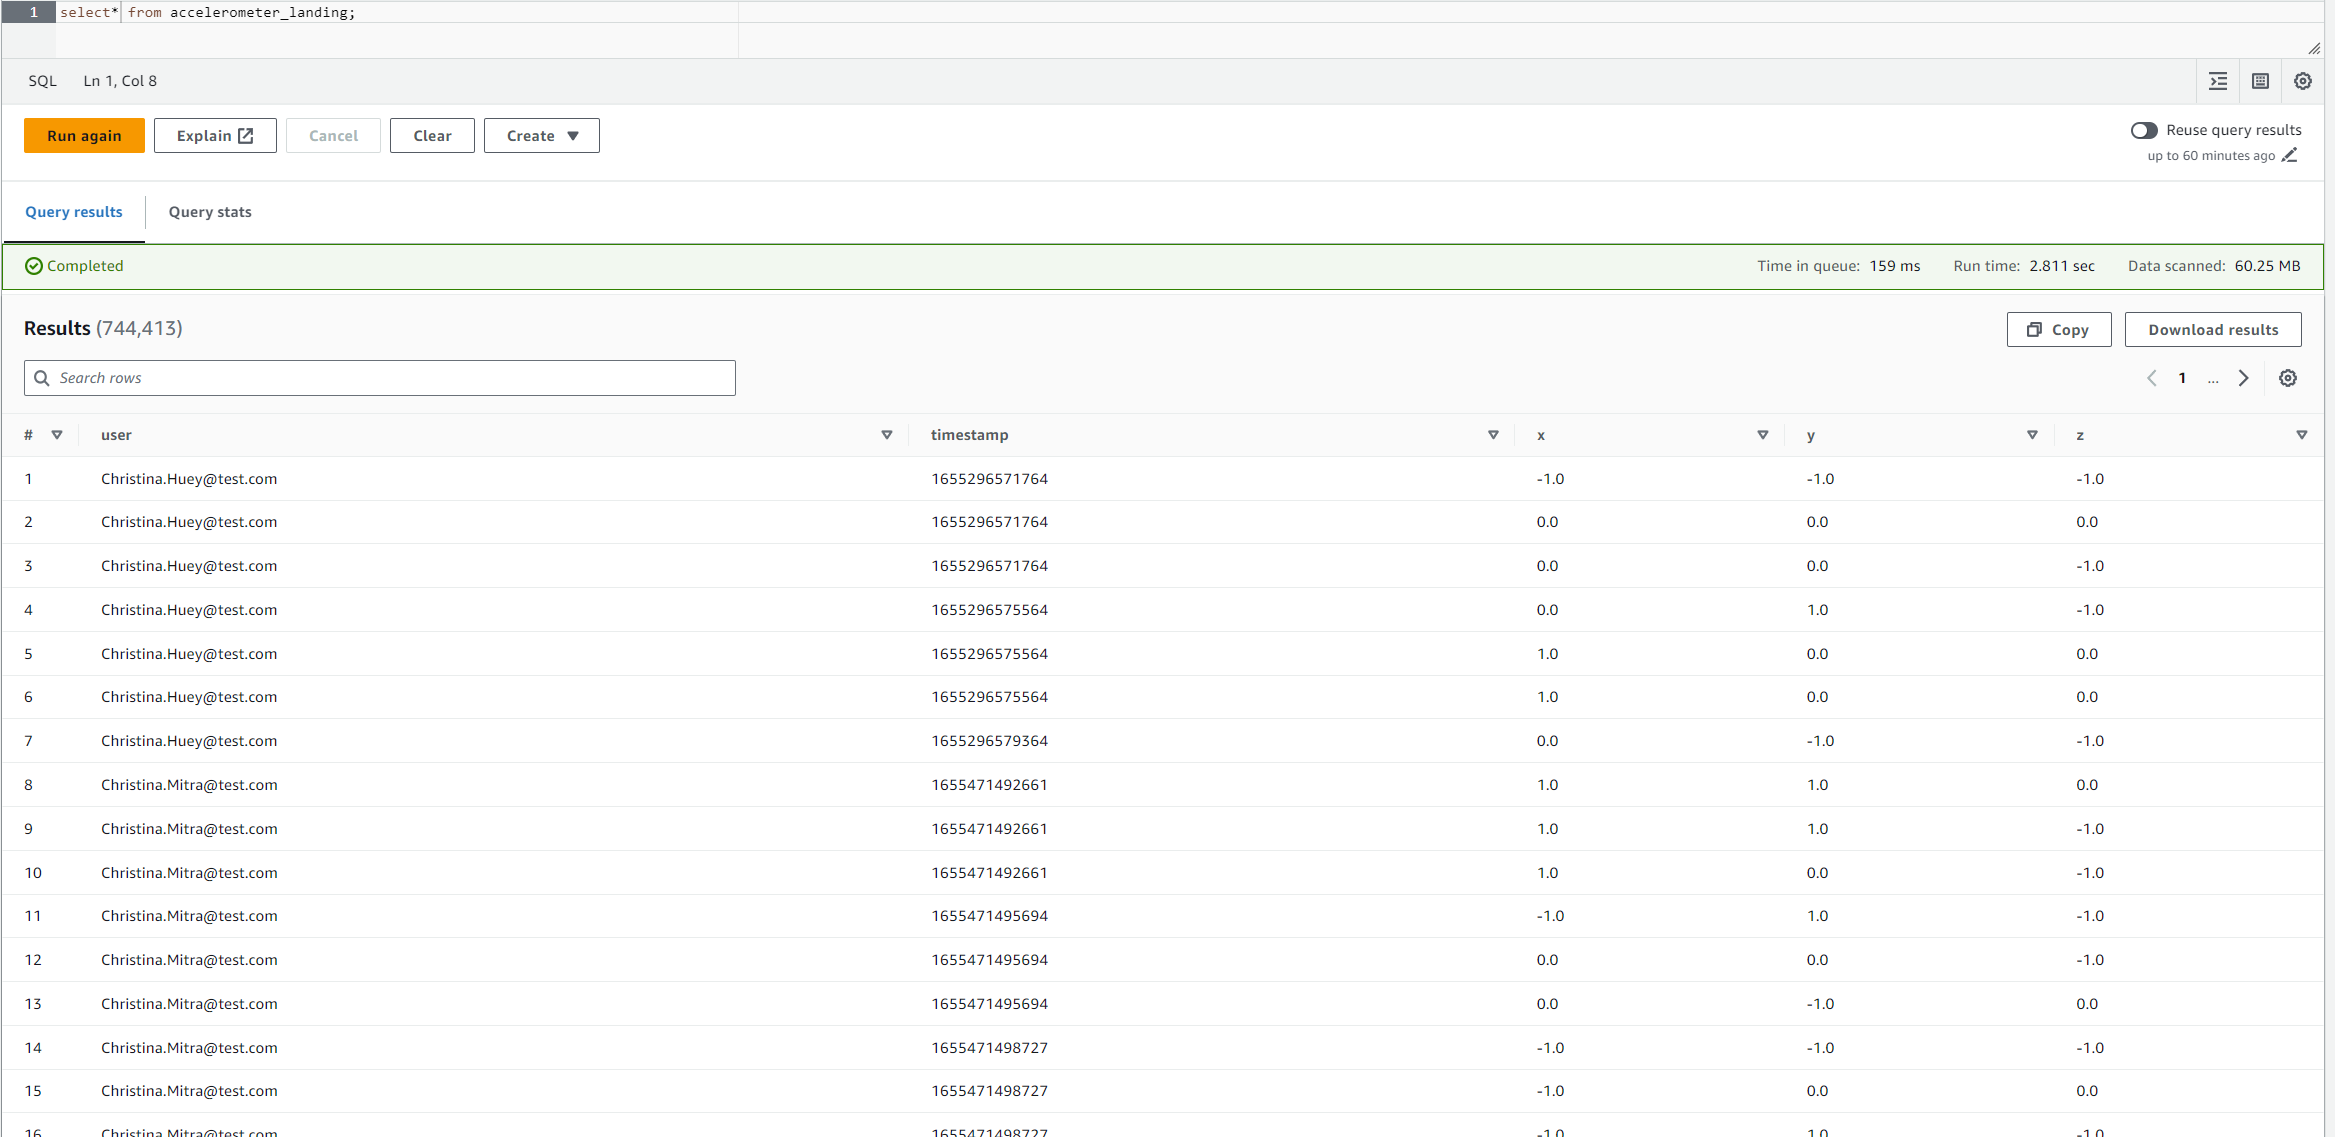 1 select* from accelerometer_landing;
SQL Ln 1, Col 8
Run again Explain Cancel Clear Create Reuse query results
up to 60 minutes ago
Query results Query stats
Completed Time in queue: 159 ms Run time: 2.811 sec Data scanned: 60.25 MB
Results (744,413) Copy Download results
Search rows 1 ...
# user timestamp x y z
1 Christina.Huey@test.com 1655296571764 -1.0 -1.0 -1.0
2 Christina.Huey@test.com 1655296571764 0.0 0.0 0.0
3 Christina.Huey@test.com 1655296571764 0.0 0.0 -1.0
4 Christina.Huey@test.com 1655296575564 0.0 1.0 -1.0
5 Christina.Huey@test.com 1655296575564 1.0 0.0 0.0
6 Christina.Huey@test.com 1655296575564 1.0 0.0 0.0
7 Christina.Huey@test.com 1655296579364 0.0 -1.0 -1.0
8 Christina.Mitra@test.com 1655471492661 1.0 1.0 0.0
9 Christina.Mitra@test.com 1655471492661 1.0 1.0 -1.0
10 Christina.Mitra@test.com 1655471492661 1.0 0.0 -1.0
11 Christina.Mitra@test.com 1655471495694 -1.0 1.0 -1.0
12 Christina.Mitra@test.com 1655471495694 0.0 0.0 -1.0
13 Christina.Mitra@test.com 1655471495694 0.0 -1.0 0.0
14 Christina.Mitra@test.com 1655471498727 -1.0 -1.0 -1.0
15 Christina.Mitra@test.com 1655471498727 -1.0 0.0 0.0
16 Christina.Mitra@test.com 1655471498727 -1.0 1.0 -1.0